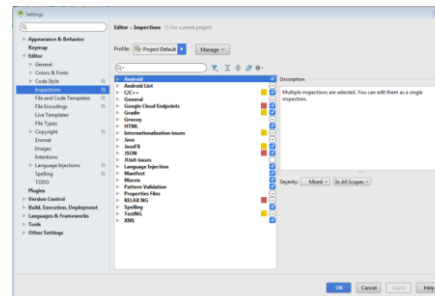 Settings
Appearance & Behavior
Keymap
Editor
General
Colors & Fonts
Code Style
Inspections
File and Code Templates
File Encodings
Live Templates
File Types
Copyright
Emmet
Images
Intentions
Language Injections
Spelling
TODO
Plugins
Version Control
Build, Execution, Deployment
Languages & Frameworks
Tools
Other Settings
Editor › Inspections For current project
Profile: Project Default Manage
Android
Android Lint
C/C++
General
Google Cloud Endpoints
Gradle
Groovy
HTML
Internationalization issues
Java
JavaFX
JSON
JUnit issues
Language Injection
Manifest
Maven
Pattern Validation
Properties Files
RELAX NG
Spelling
TestNG
XML
Description
Multiple inspections are selected. You can edit them as a single
inspection.
Severity: Mixed In All Scopes
OK Cancel Apply Help